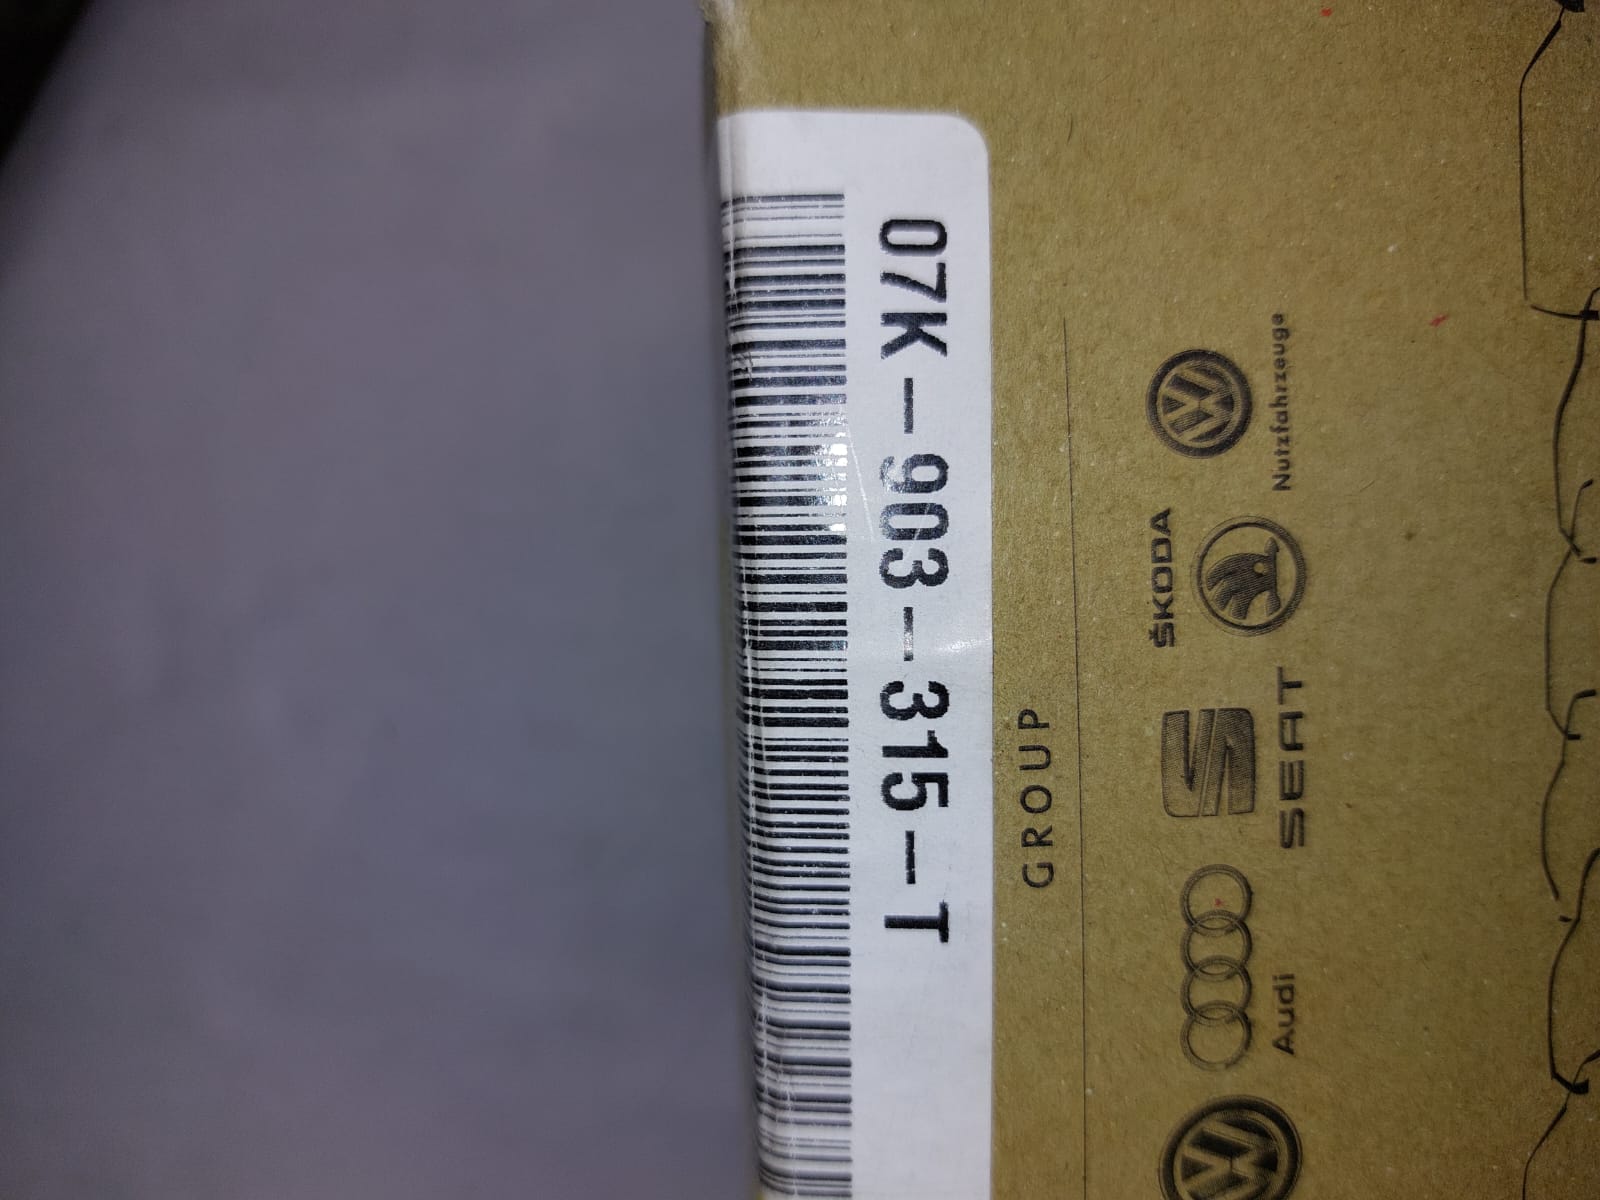 07K-903-315-T
GROUP
ŠKODA
Nutzfahrzeuge
SEAT
Audi